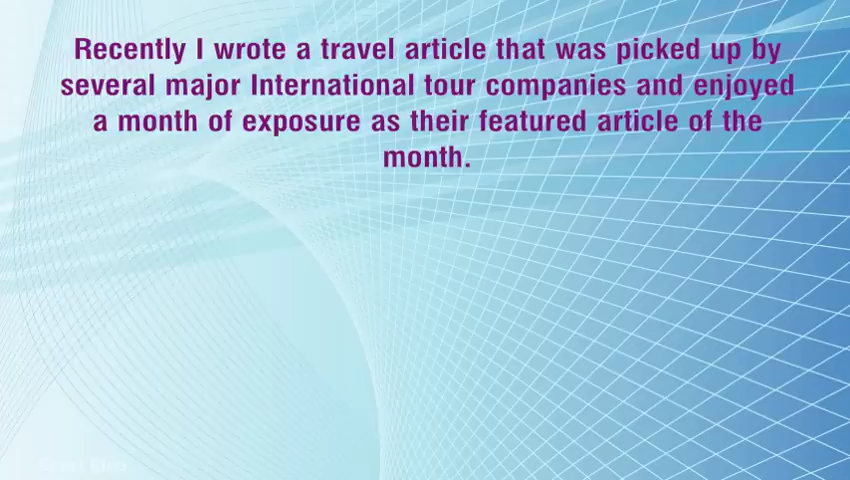 Recently I wrote a travel article that was picked up by
several major International tour companies and enjoyed
a month of exposure as their featured article of the
month.